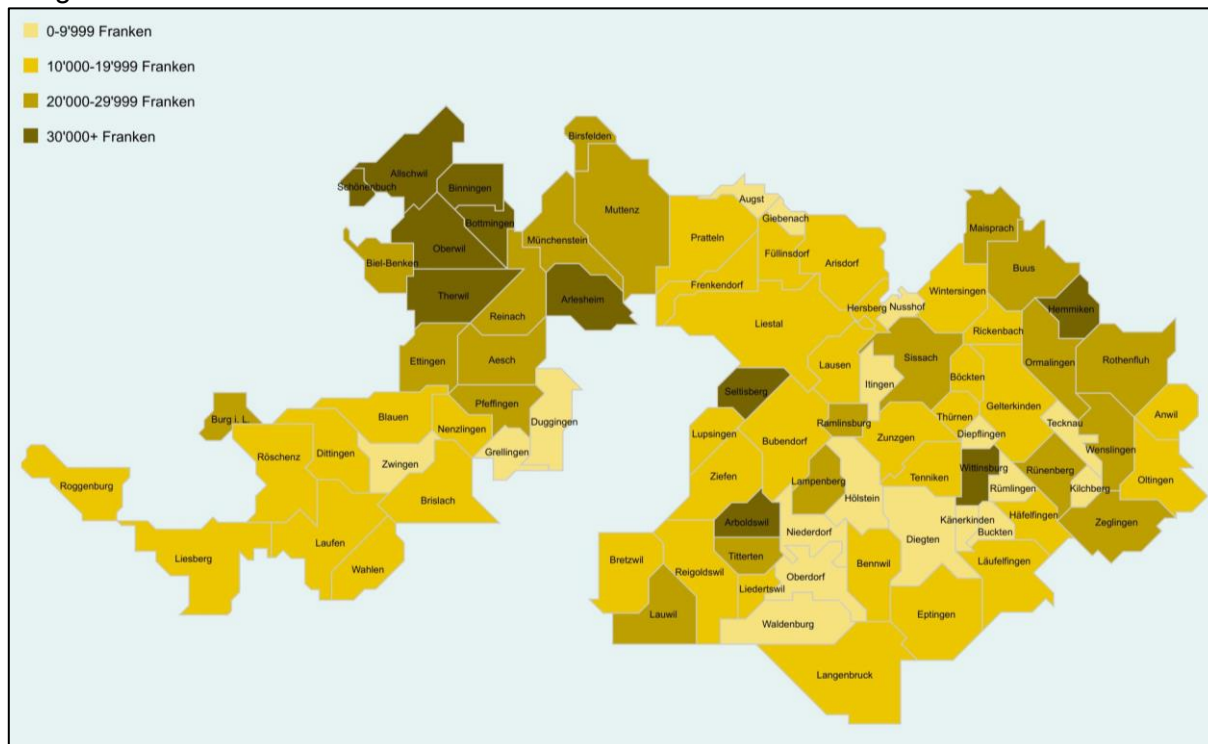 0-9'999 Franken
10'000-19'999 Franken
20'000-29'999 Franken
30'000+ Franken
Birsfelden
Allschwil
Schönenbuch
Binningen
Bottmingen
Muttenz
Augst
Giebenach
Maisprach
Oberwil
Münchenstein
Pratteln
Füllinsdorf
Arisdorf
Biel-Benken
Buus
Frenkendorf
Wintersingen
Therwil
Arlesheim
Hersberg
Nusshof
Hemmiken
Reinach
Liestal
Rickenbach
Ettingen
Aesch
Lausen
Sissach
Ormalingen
Rothenfluh
Itingen
Böckten
Seltisberg
Pfeffingen
Gelterkinden
Burg i. L.
Blauen
Nenzlingen
Duggingen
Thürnen
Tecknau
Anwil
Lupsingen
Bubendorf
Ramlinsburg
Zunzgen
Diepflingen
Wenslingen
Röschenz
Dittingen
Zwingen
Grellingen
Wittinsburg
Rünenberg
Roggenburg
Brislach
Ziefen
Lampenberg
Hölstein
Tenniken
Rümlingen
Kilchberg
Oltingen
Arboldswil
Känerkinden
Häfelfingen
Zeglingen
Niederdorf
Buckten
Diegten
Liesberg
Laufen
Wahlen
Bretzwil
Titterten
Reigoldswil
Oberdorf
Bennwil
Läufelfingen
Liedertswil
Lauwil
Eptingen
Waldenburg
Langenbruck